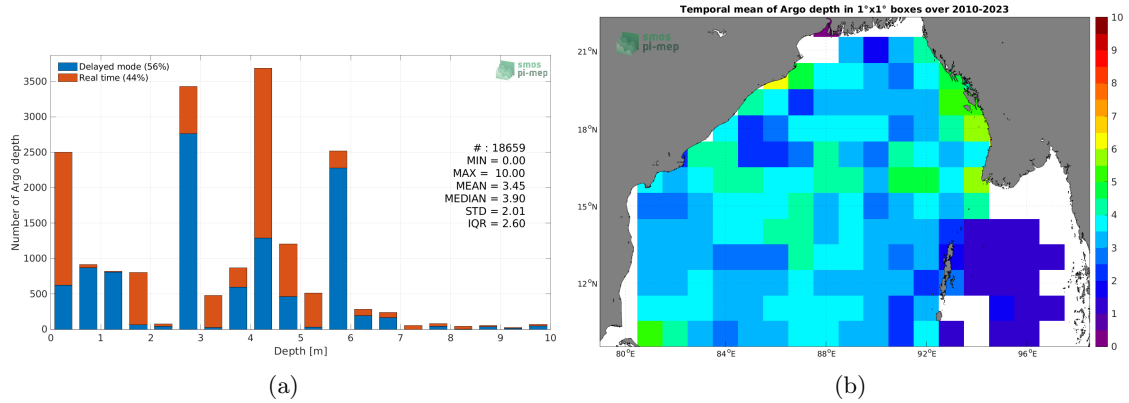 Delayed mode (56%)
Real time (44%)
smos
pi-mep
# : 18659
MIN = 0.00
MAX = 10.00
MEAN = 3.45
MEDIAN = 3.90
STD = 2.01
IQR = 2.60
Number of Argo depth
3500
3000
2500
2000
1500
1000
500
0
0 1 2 3 4 5 6 7 8 9 10
Depth [m]
(a)
Temporal mean of Argo depth in 1°x1° boxes over 2010-2023
smos
pi-mep
21°N
18°N
15°N
12°N
80°E 84°E 88°E 92°E 96°E
10
9
8
7
6
5
4
3
2
1
0
(b)